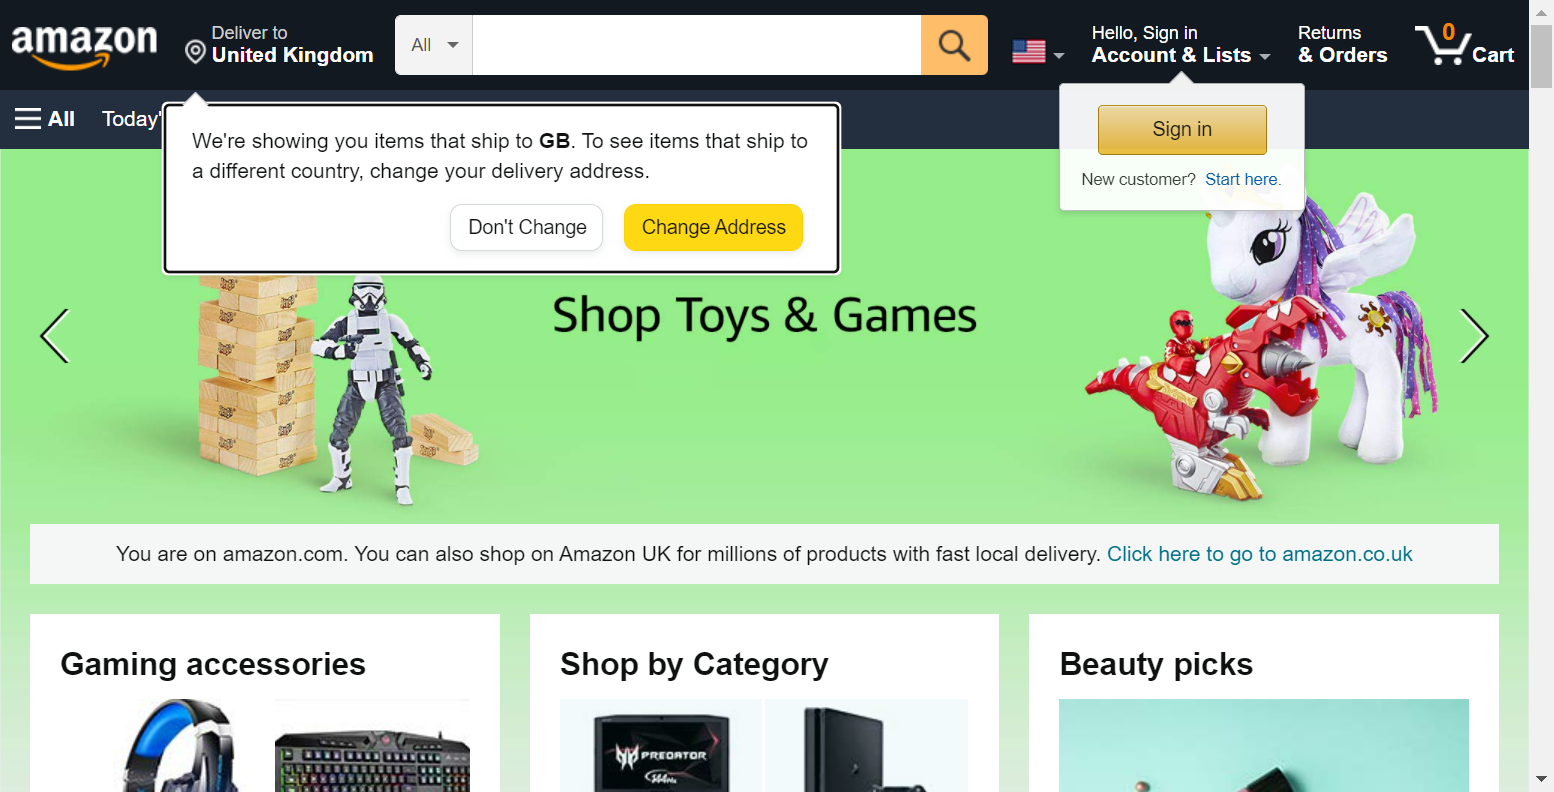 amazon
Deliver to
United Kingdom
All
Hello, Sign in
Account & Lists
Returns
& Orders
0
Cart
All
Today'
We're showing you items that ship to GB. To see items that ship to
a different country, change your delivery address.
Don't Change
Change Address
Sign in
New customer? Start here.
Shop Toys & Games
You are on amazon.com. You can also shop on Amazon UK for millions of products with fast local delivery. Click here to go to amazon.co.uk
Gaming accessories
Shop by Category
Beauty picks
PREDATOR
144Hz